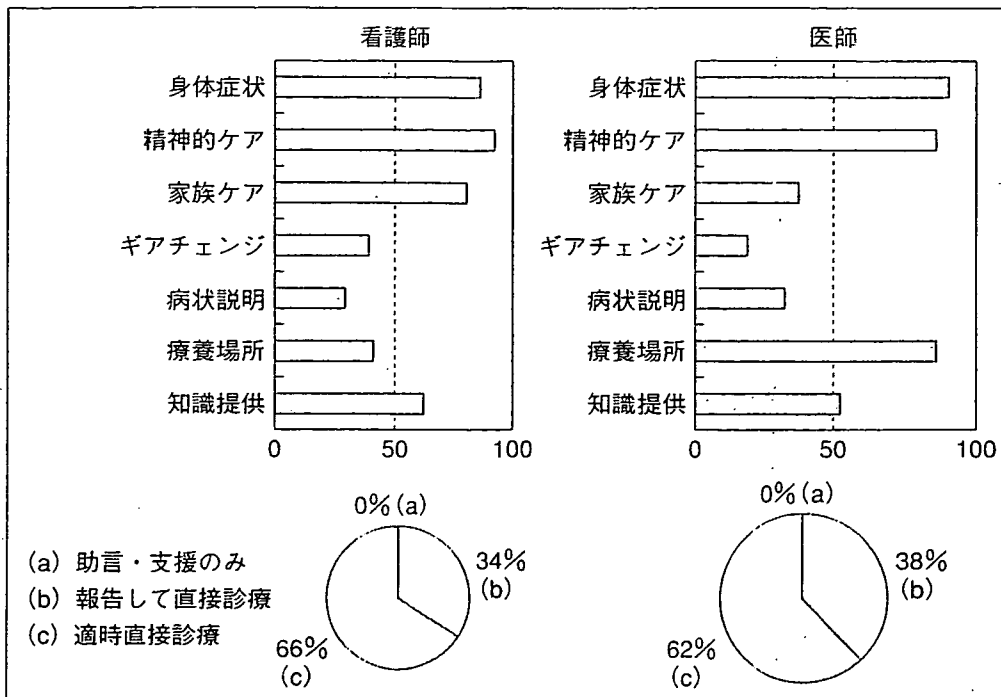 看護師
身体症状
精神的ケア
家族ケア
ギアチェンジ
病状説明
療養場所
知識提供
0 50 100
医師
身体症状
精神的ケア
家族ケア
ギアチェンジ
病状説明
療養場所
知識提供
0 50 100
(a) 助言・支援のみ
(b) 報告して直接診療
(c) 適時直接診療
0%(a)
34%
(b)
66%
(c)
0%(a)
38%
(b)
62%
(c)